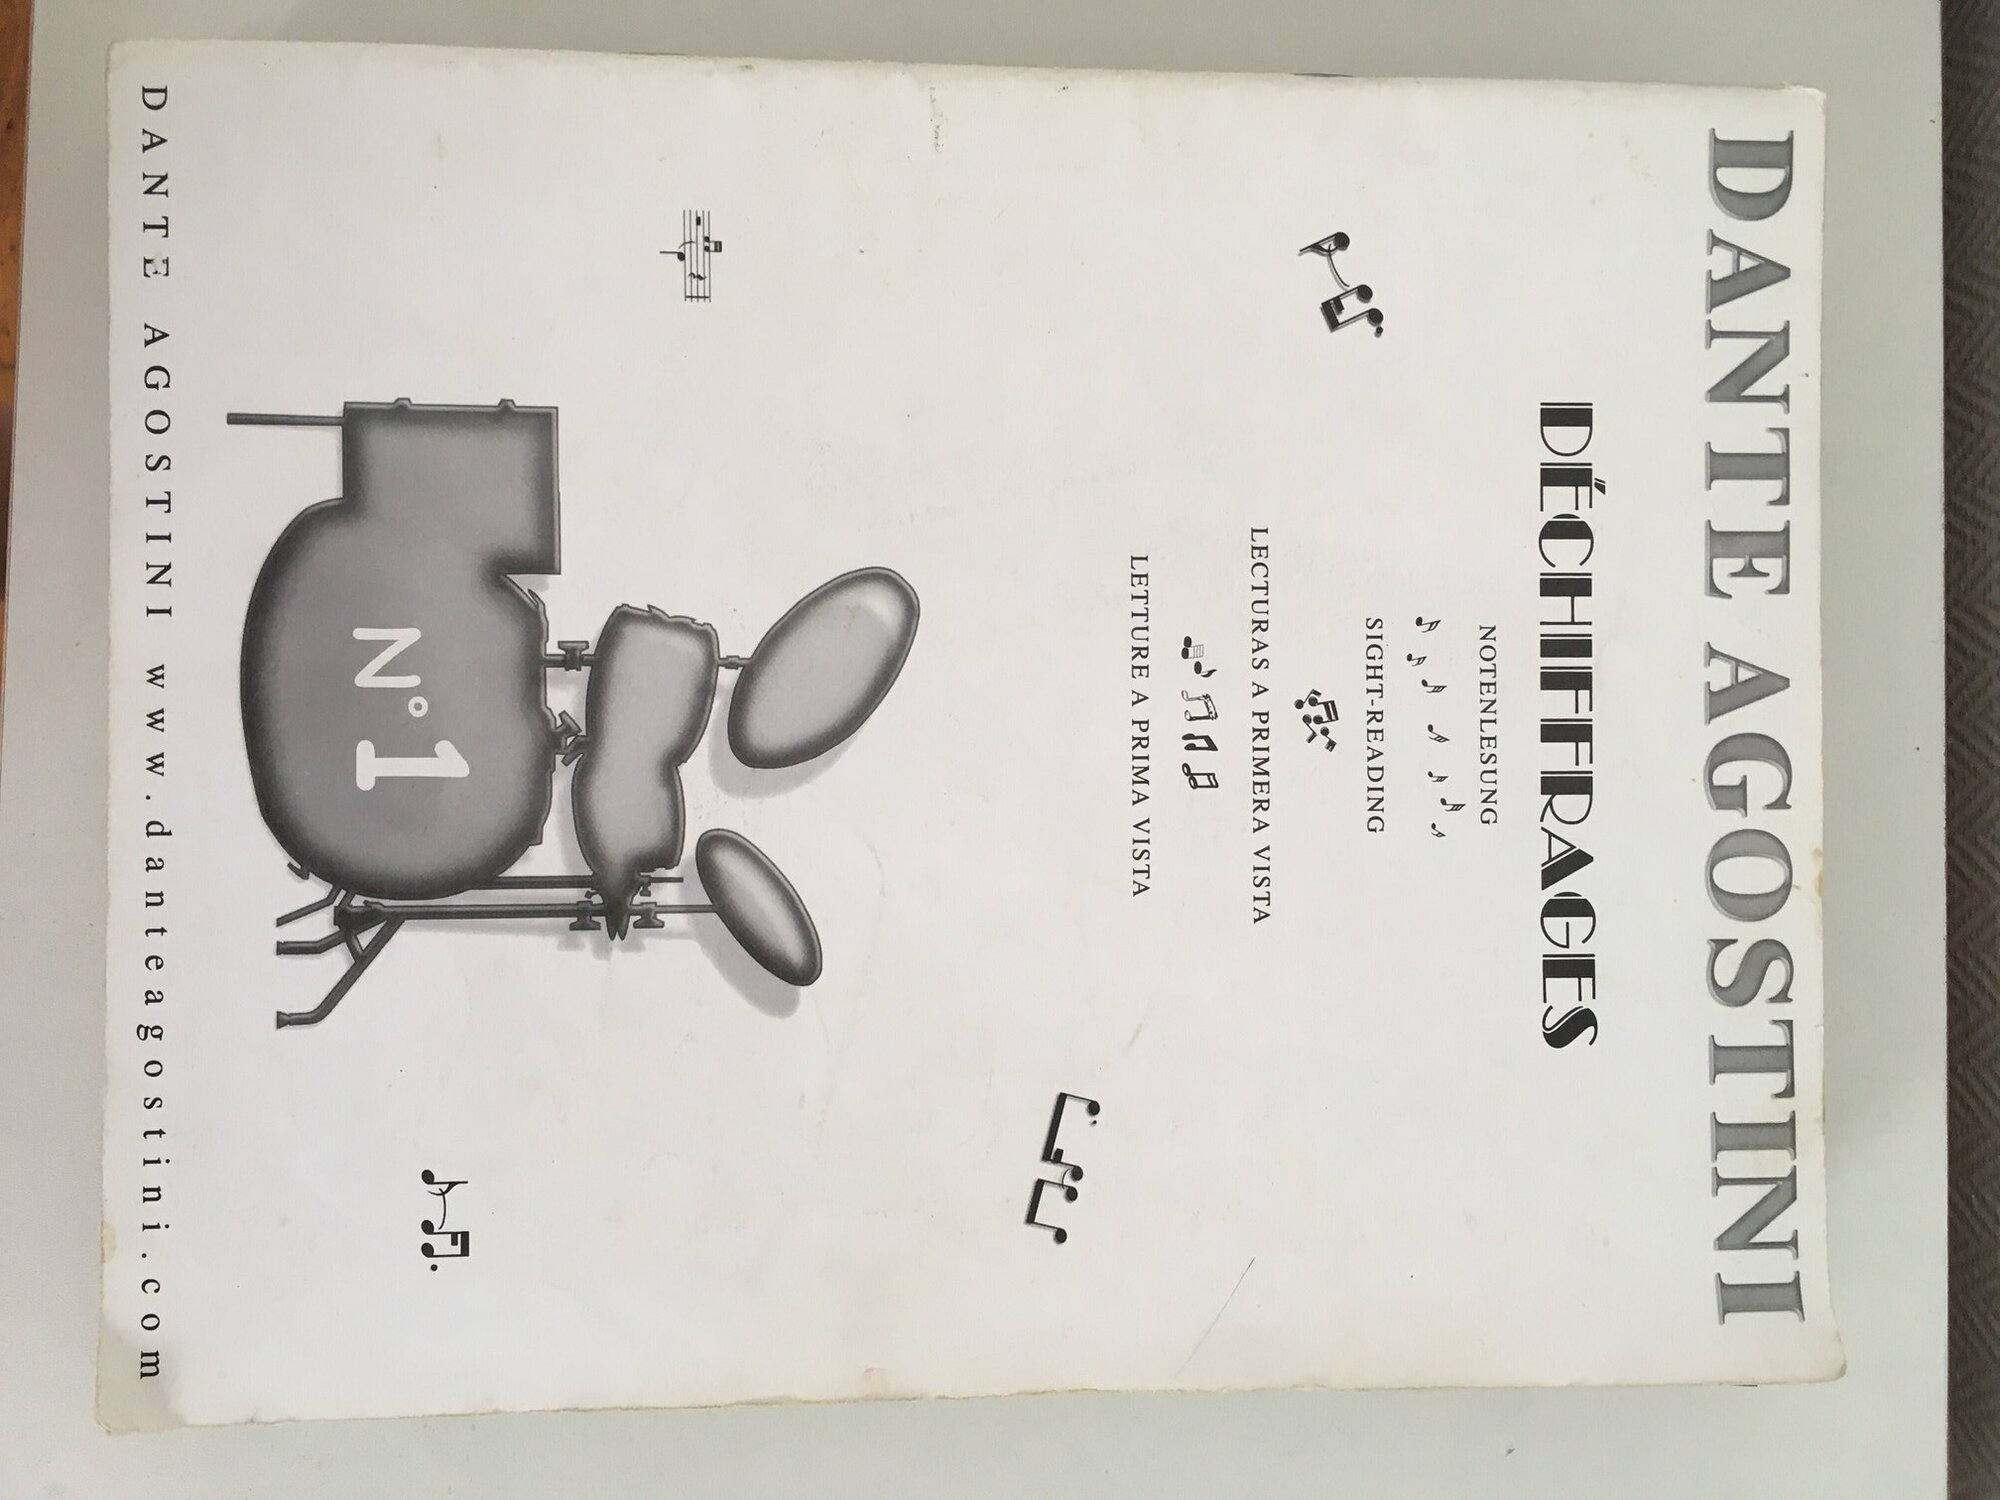 DANTE AGOSTINI
DÉCHIFFRAGES
NOTENLESUNG
SIGHT-READING
LECTURAS A PRIMERA VISTA
LETTURE A PRIMA VISTA
N° 1
DANTE AGOSTINI www.danteagostini.com